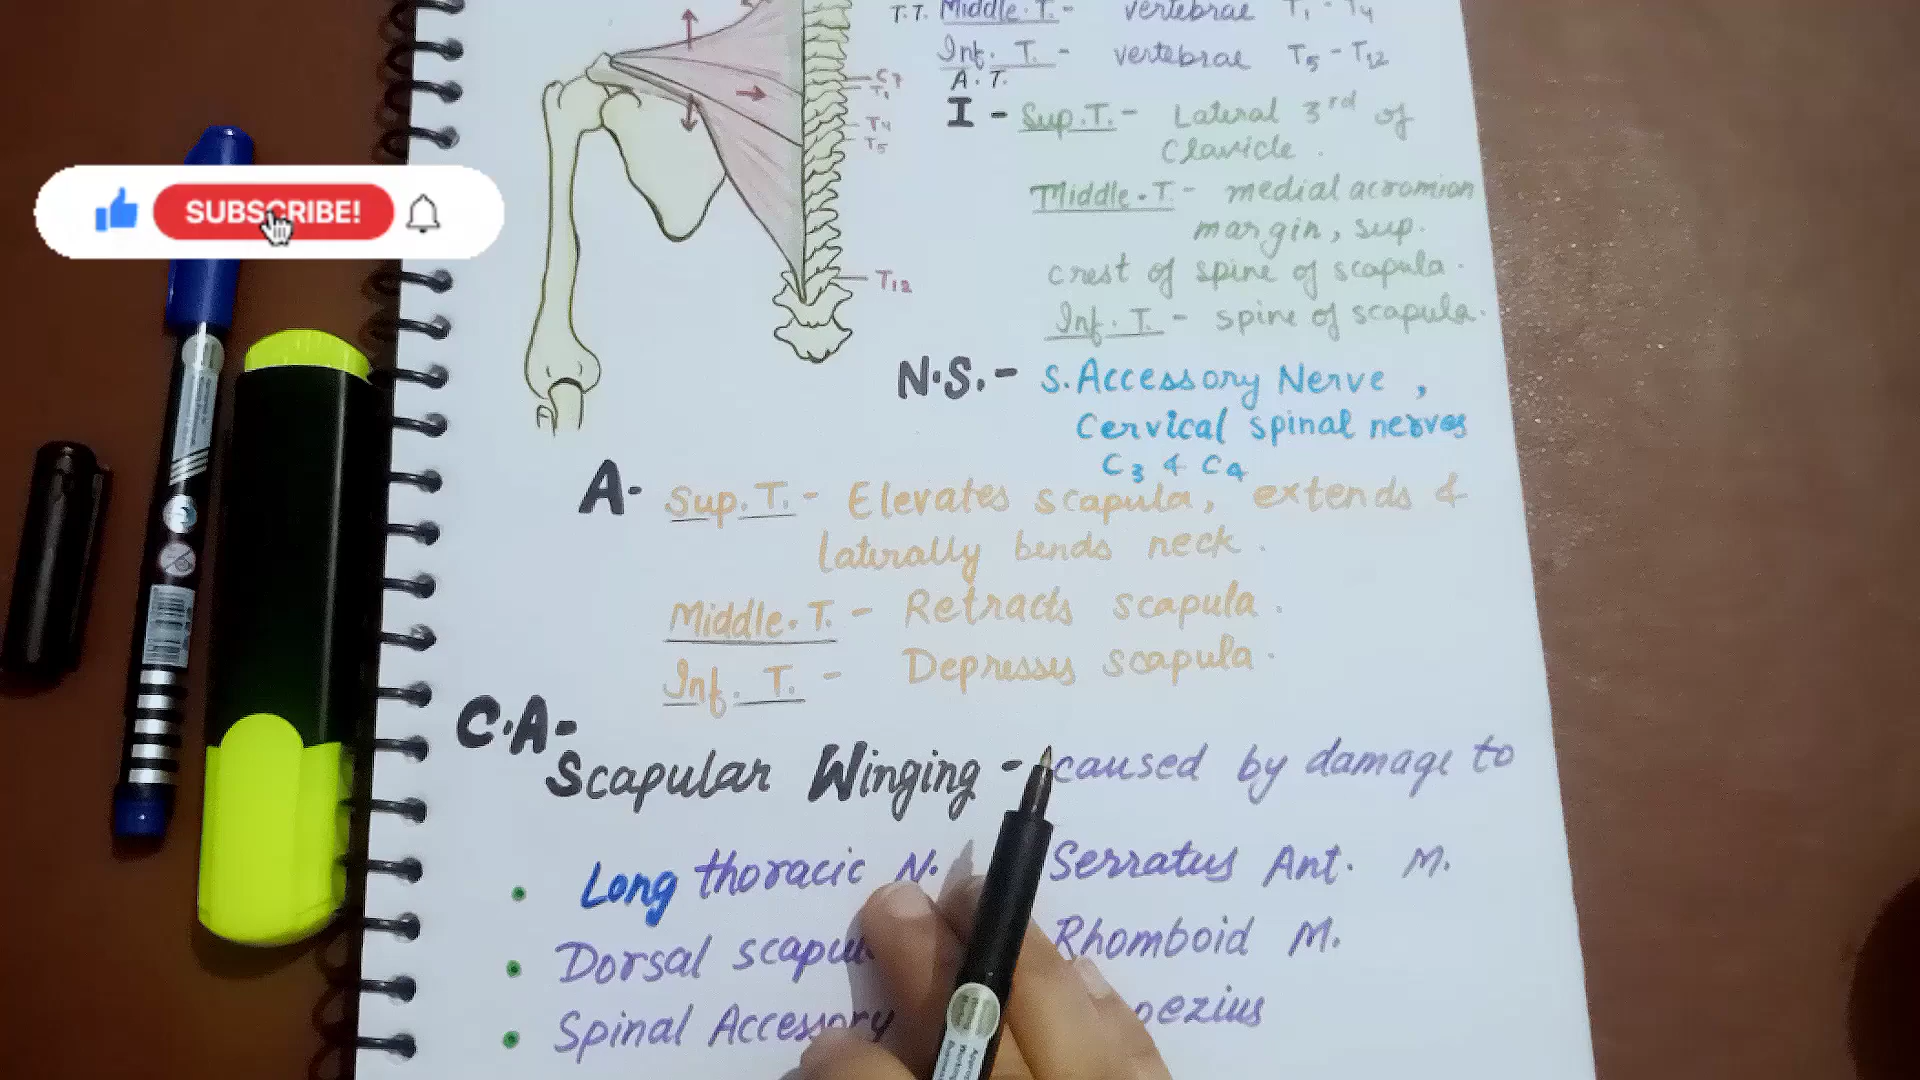 T.T. Middle.T. - vertebrae T1 - T4
Inf. T. - vertebrae T5 - T12
A.T.
C7
T1
T4
T5
T12
I - Sup.T. - Lateral 3rd of
Clavicle.
Middle.T - medial acromian
margin, sup.
crest of spine of scapula.
Inf. T. - spine of scapula.
SUBSCRIBE!
N.S. - S.Accessory Nerve,
Cervical spinal nerves
C3 & C4
A - Sup.T. - Elevates scapula, extends &
laterally bends neck.
Middle.T. - Retracts scapula.
Inf. T. - Depresses scapula.
C.A-
Scapular Winging - caused by damage to
• Long thoracic N. Serratus Ant. M.
• Dorsal scapul Rhomboid M.
• Spinal Accessory pezius